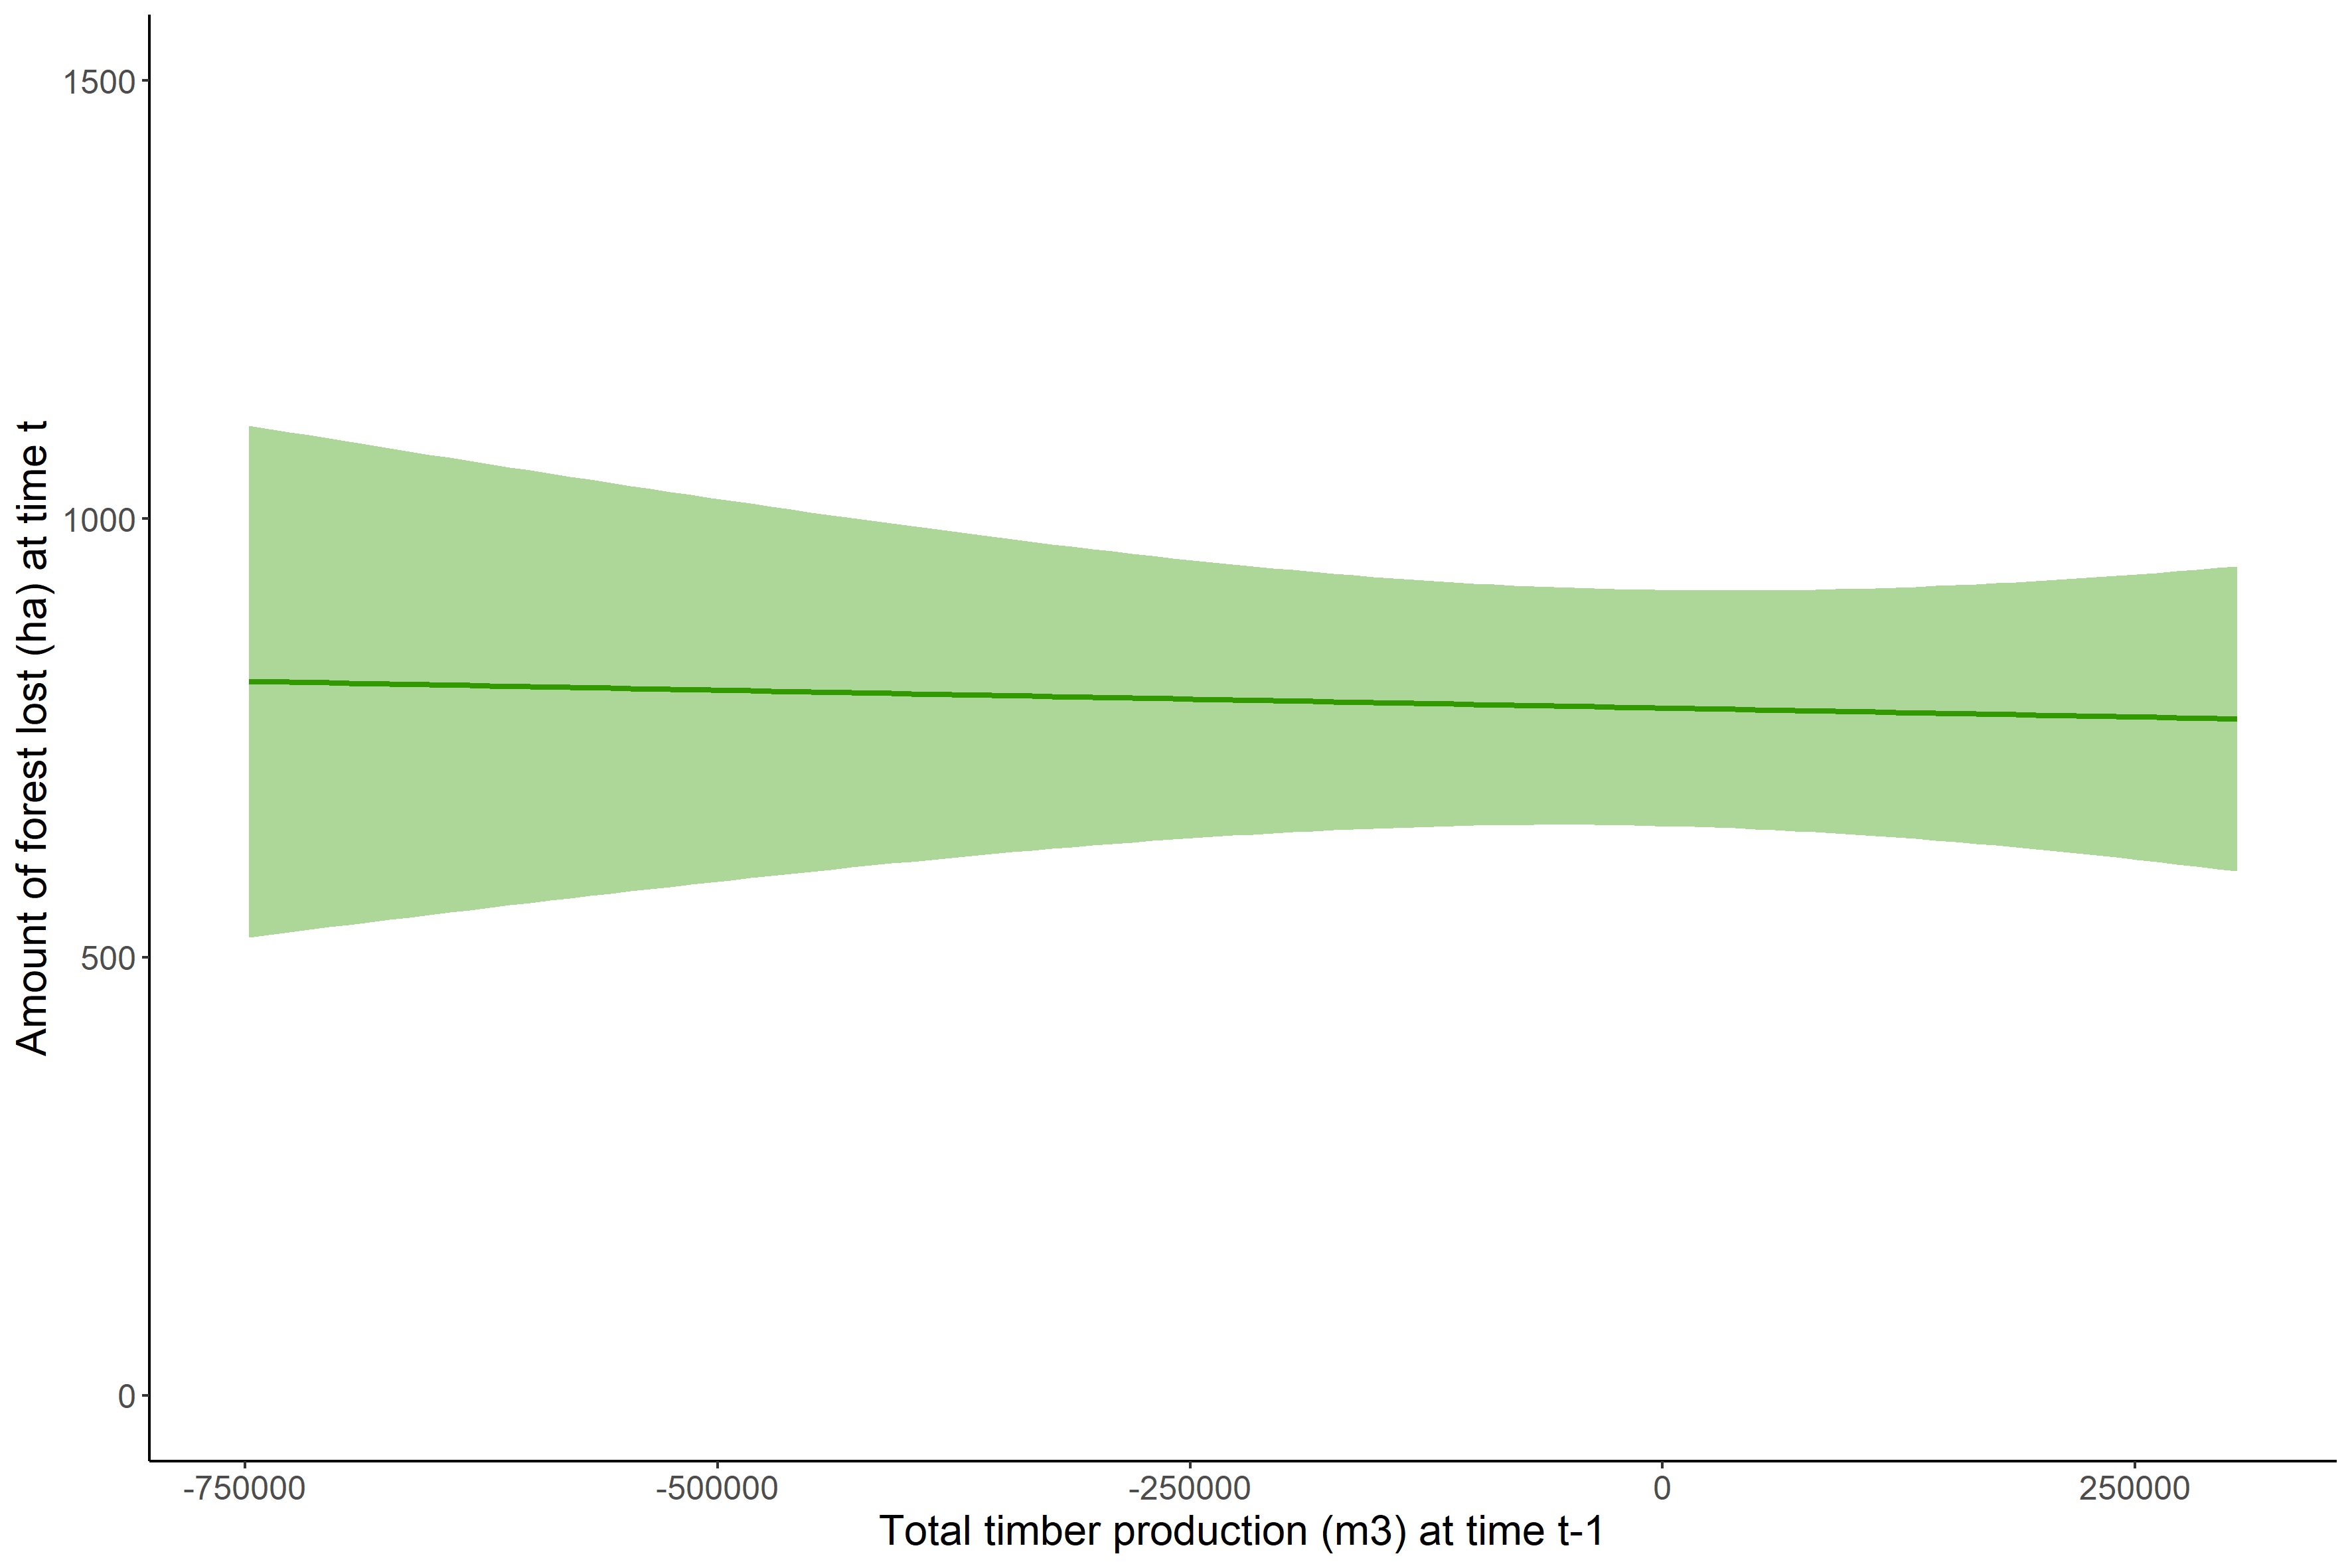 Amount of forest lost (ha) at time t
1500
1000
500
0
-750000 -500000 -250000 0 250000
Total timber production (m3) at time t-1